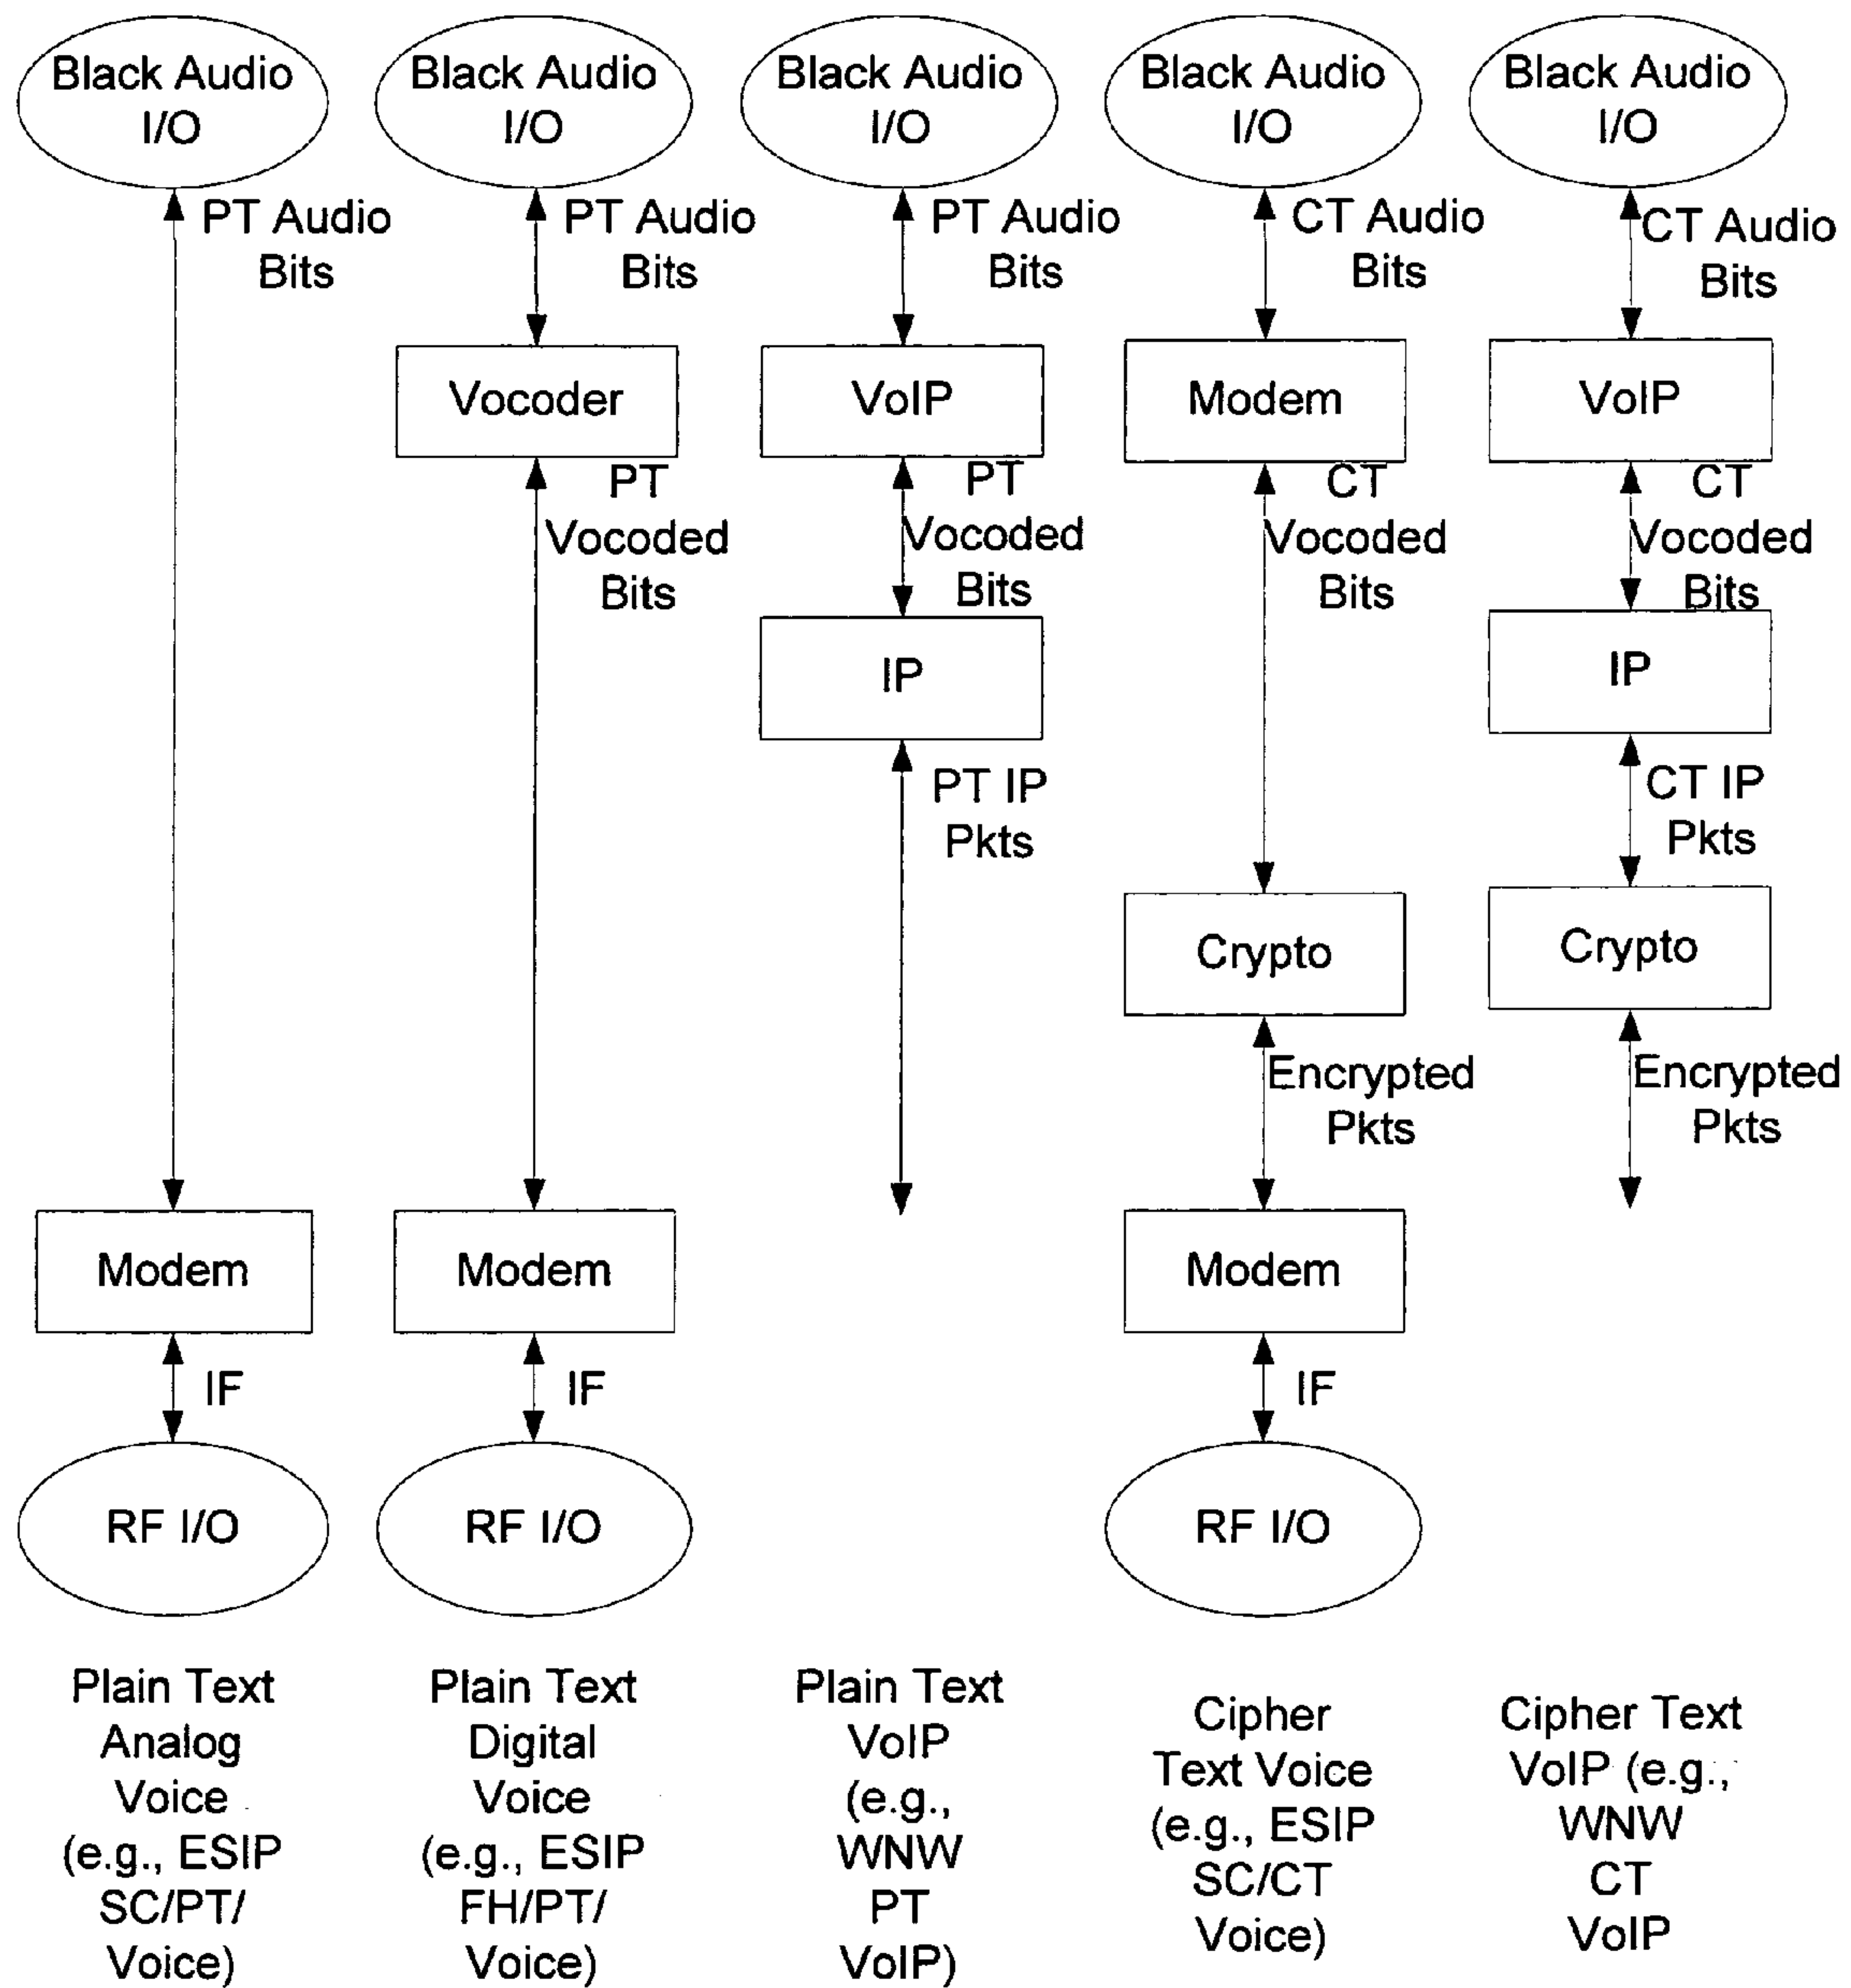 Black Audio
I/O
Black Audio
I/O
Black Audio
I/O
Black Audio
I/O
Black Audio
I/O
PT Audio
Bits
PT Audio
Bits
PT Audio
Bits
CT Audio
Bits
CT Audio
Bits
Vocoder
VoIP
Modem
VoIP
PT
Vocoded
Bits
PT
Vocoded
Bits
CT
Vocoded
Bits
CT
Vocoded
Bits
IP
IP
PT IP
Pkts
CT IP
Pkts
Crypto
Crypto
Encrypted
Pkts
Encrypted
Pkts
Modem
Modem
Modem
IF
IF
IF
RF I/O
RF I/O
RF I/O
Plain Text
Analog
Voice
(e.g., ESIP
SC/PT/
Voice)
Plain Text
Digital
Voice
(e.g., ESIP
FH/PT/
Voice)
Plain Text
VoIP
(e.g.,
WNW
PT
VoIP)
Cipher
Text Voice
(e.g., ESIP
SC/CT
Voice)
Cipher Text
VoIP (e.g.,
WNW
CT
VoIP